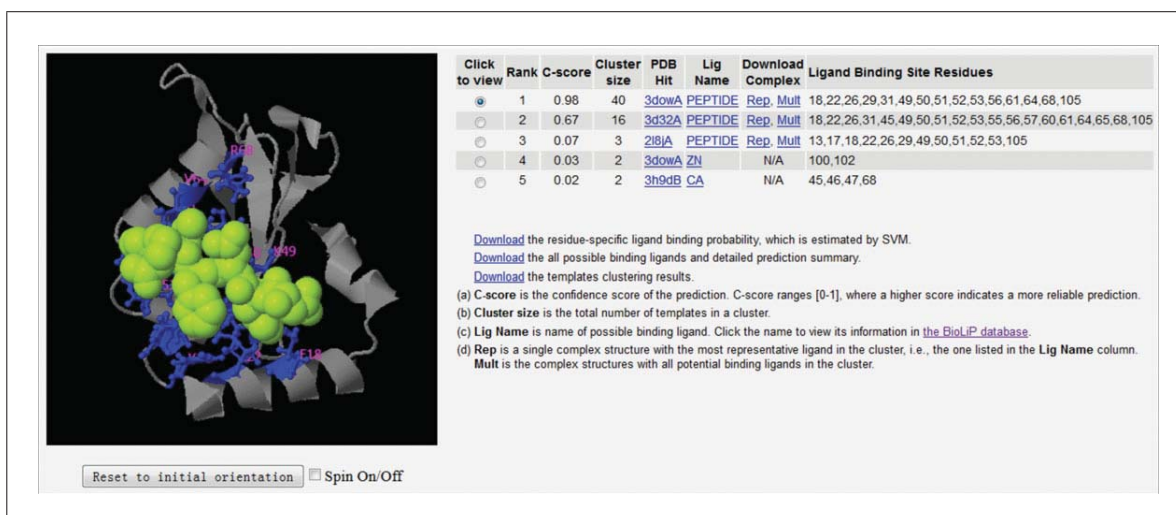 Click to view Rank C-score Cluster size PDB Hit Lig Name Download Complex Ligand Binding Site Residues
1 0.98 40 3dowA PEPTIDE Rep, Mult 18,22,26,29,31,49,50,51,52,53,56,61,64,68,105
2 0.67 16 3d32A PEPTIDE Rep, Mult 18,22,26,31,45,49,50,51,52,53,55,56,57,60,61,64,65,68,105
3 0.07 3 2l8jA PEPTIDE Rep, Mult 13,17,18,22,26,29,49,50,51,52,53,105
4 0.03 2 3dowA ZN N/A 100,102
5 0.02 2 3h9dB CA N/A 45,46,47,68
Download the residue-specific ligand binding probability, which is estimated by SVM.
Download the all possible binding ligands and detailed prediction summary.
Download the templates clustering results.
(a) C-score is the confidence score of the prediction. C-score ranges [0-1], where a higher score indicates a more reliable prediction.
(b) Cluster size is the total number of templates in a cluster.
(c) Lig Name is name of possible binding ligand. Click the name to view its information in the BioLiP database.
(d) Rep is a single complex structure with the most representative ligand in the cluster, i.e., the one listed in the Lig Name column.
Mult is the complex structures with all potential binding ligands in the cluster.
Reset to initial orientation Spin On/Off